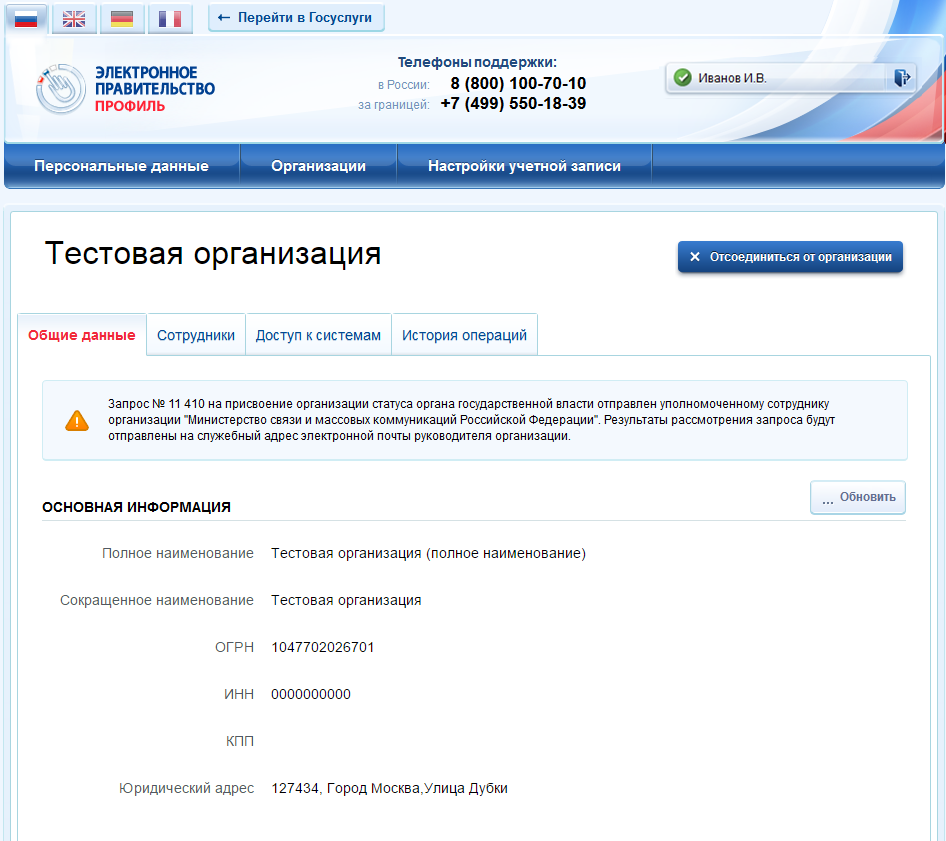 ← Перейти в Госуслуги
ЭЛЕКТРОННОЕ
ПРАВИТЕЛЬСТВО
ПРОФИЛЬ
Телефоны поддержки:
в России: 8 (800) 100-70-10
за границей: +7 (499) 550-18-39
Иванов И.В.
Персональные данные Организации Настройки учетной записи
Тестовая организация
× Отсоединиться от организации
Общие данные Сотрудники Доступ к системам История операций
Запрос № 11 410 на присвоение организации статуса органа государственной власти отправлен уполномоченному сотруднику
организации "Министерство связи и массовых коммуникаций Российской Федерации". Результаты рассмотрения запроса будут
отправлены на служебный адрес электронной почты руководителя организации.
... Обновить
ОСНОВНАЯ ИНФОРМАЦИЯ
Полное наименование Тестовая организация (полное наименование)
Сокращенное наименование Тестовая организация
ОГРН 1047702026701
ИНН 0000000000
КПП
Юридический адрес 127434, Город Москва,Улица Дубки